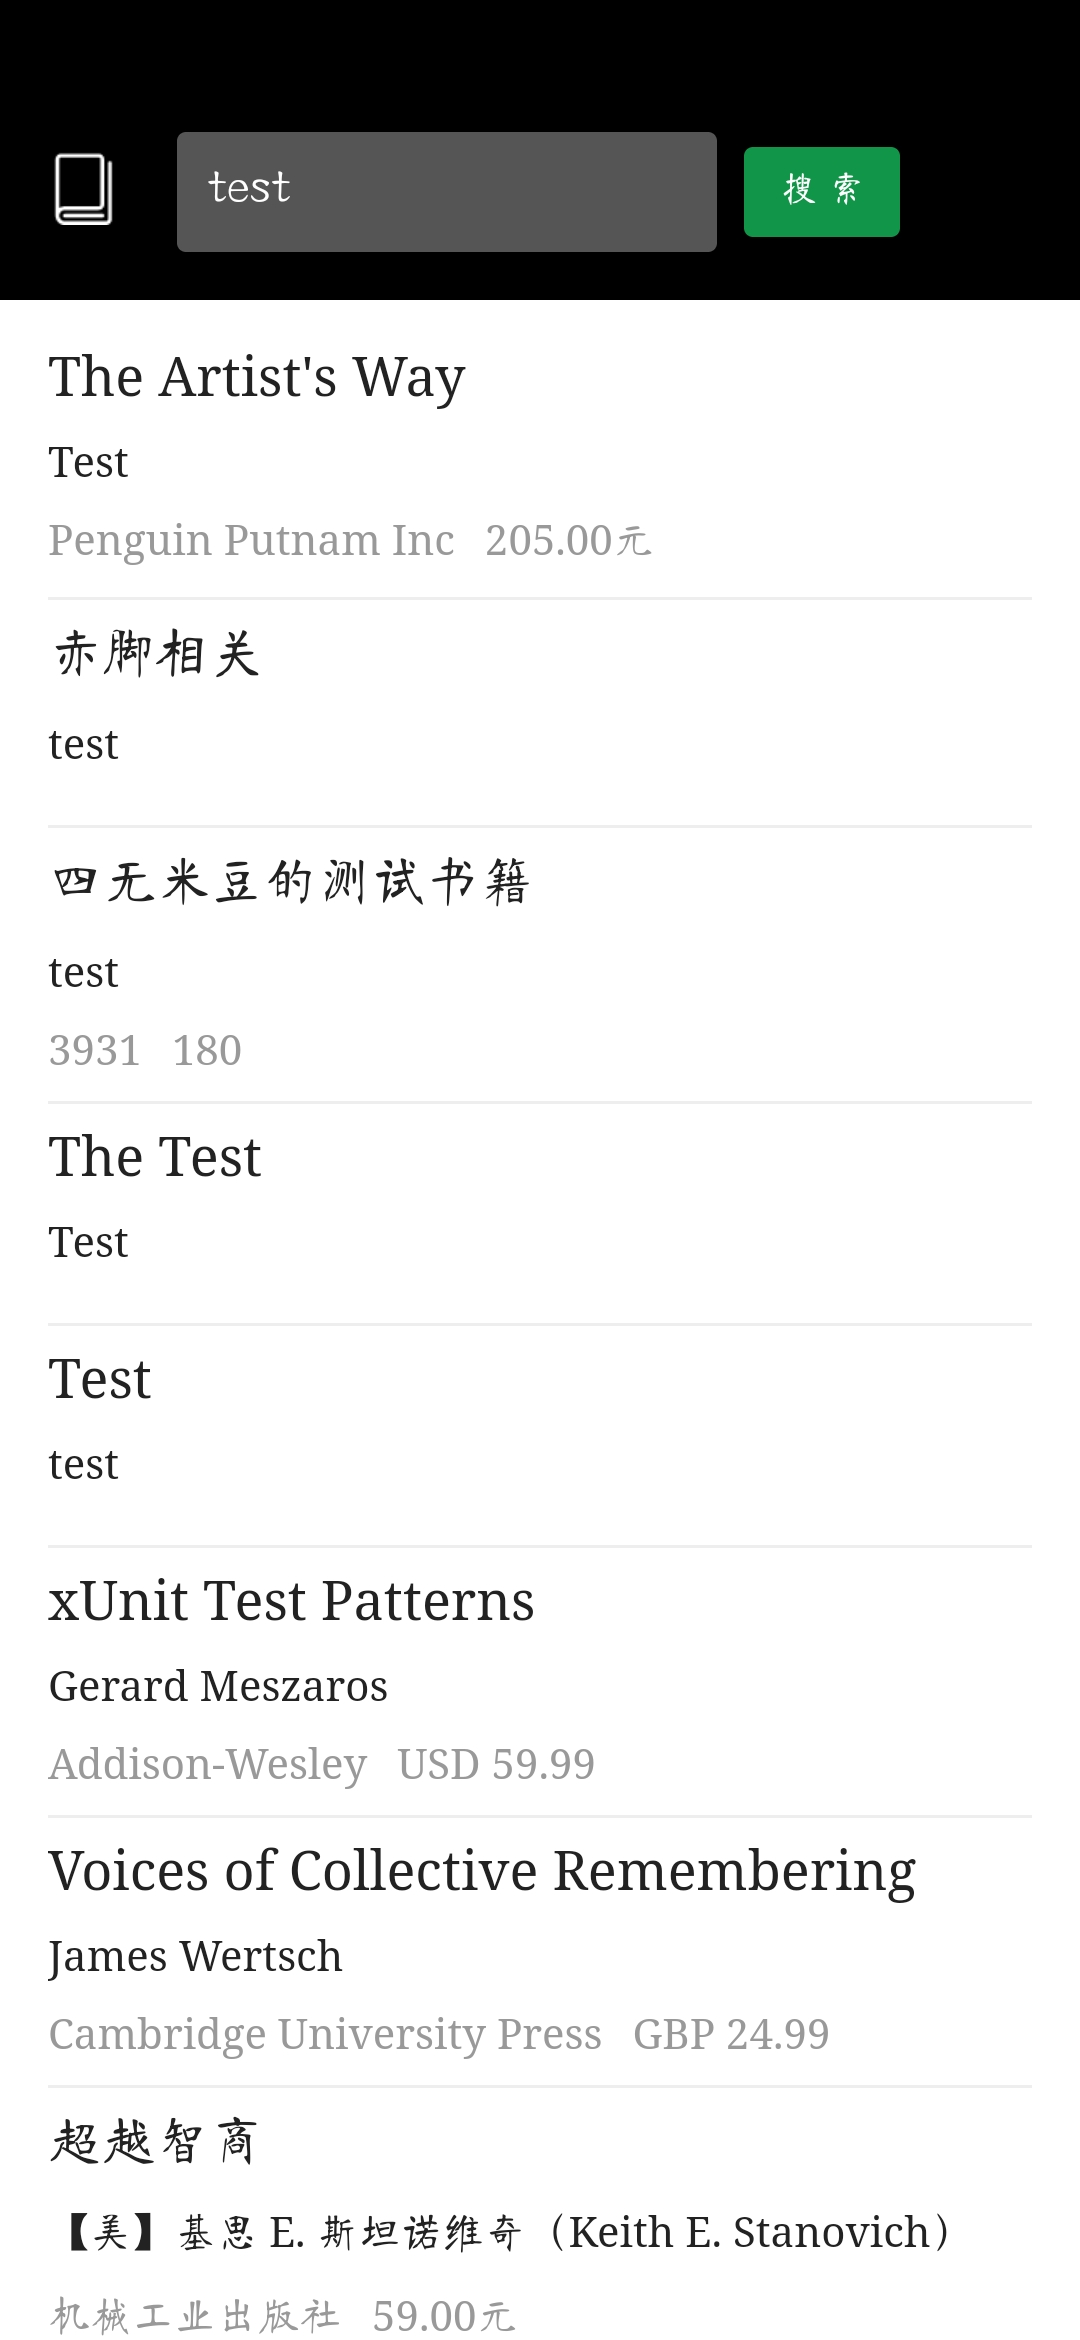 test 搜索
The Artist's Way
Test
Penguin Putnam Inc 205.00元
赤脚相关
test
四无米豆的测试书籍
test
3931 180
The Test
Test
Test
test
xUnit Test Patterns
Gerard Meszaros
Addison-Wesley USD 59.99
Voices of Collective Remembering
James Wertsch
Cambridge University Press GBP 24.99
超越智商
【美】基思 E. 斯坦诺维奇（Keith E. Stanovich）
机械工业出版社 59.00元